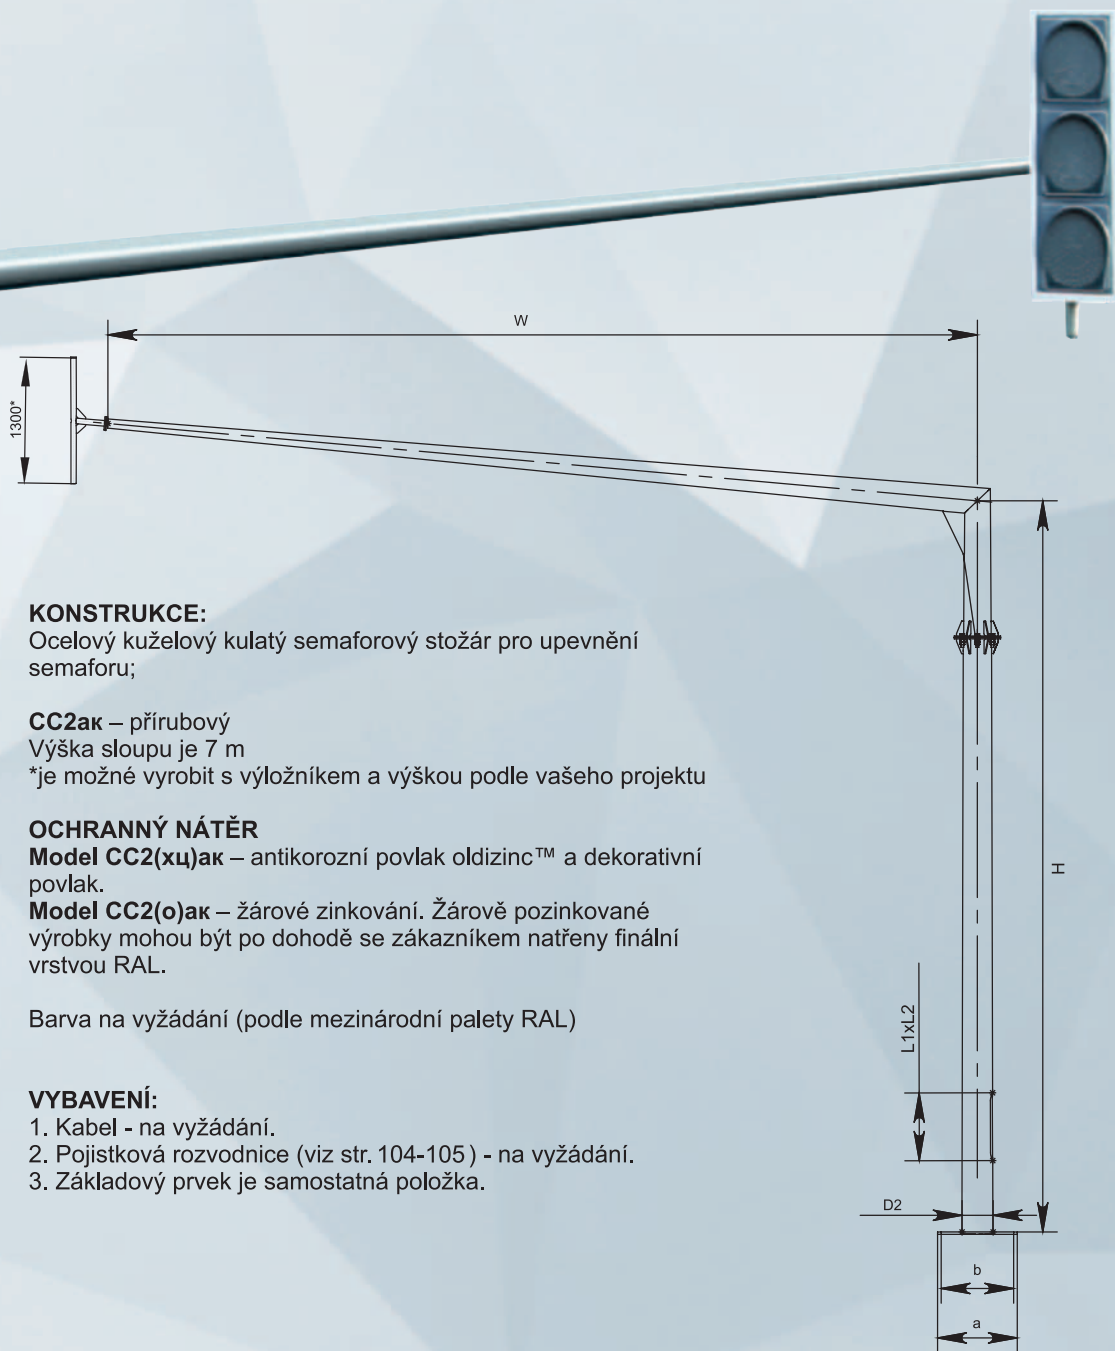 W
1300*
KONSTRUKCE:
Ocelový kuželový kulatý semaforový stožár pro upevnění
semaforu;
СС2ак – přírubový
Výška sloupu je 7 m
*je možné vyrobit s výložníkem a výškou podle vašeho projektu
OCHRANNÝ NÁTĚR
Model СС2(хц)ак – antikorozní povlak oldizinc™ a dekorativní
povlak.
Model СС2(о)ак – žárové zinkování. Žárově pozinkované
výrobky mohou být po dohodě se zákazníkem natřeny finální
vrstvou RAL.
Barva na vyžádání (podle mezinárodní palety RAL)
VYBAVENÍ:
1. Kabel - na vyžádání.
2. Pojistková rozvodnice (viz str. 104-105) - na vyžádání.
3. Základový prvek je samostatná položka.
H
L1xL2
D2
b
a